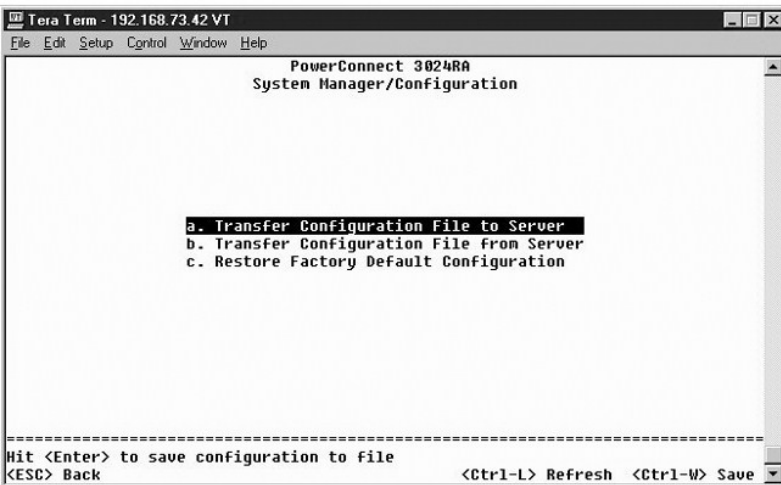 Tera Term - 192.168.73.42 VT
File Edit Setup Control Window Help
PowerConnect 3024RA
System Manager/Configuration
a. Transfer Configuration File to Server
b. Transfer Configuration File from Server
c. Restore Factory Default Configuration
================================================================================
Hit <Enter> to save configuration to file
<ESC> Back <Ctrl-L> Refresh <Ctrl-W> Save